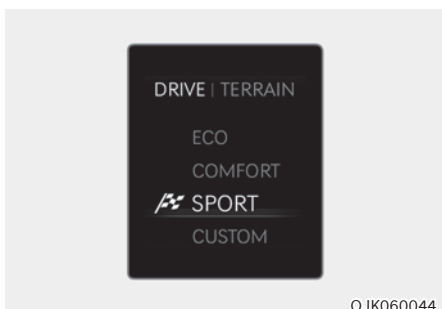 DRIVE | TERRAIN
ECO
COMFORT
SPORT
CUSTOM
OJK060044